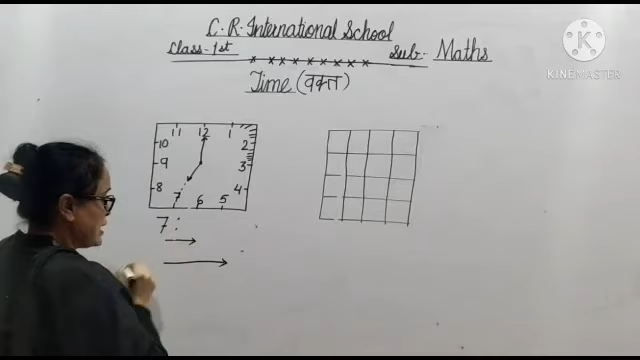 C.R. International School
Class-1st
Sub- Maths
Time (वक्त)
11 12 1
10 2
9 3
8 4
7 6 5
7:
KINEMASTER